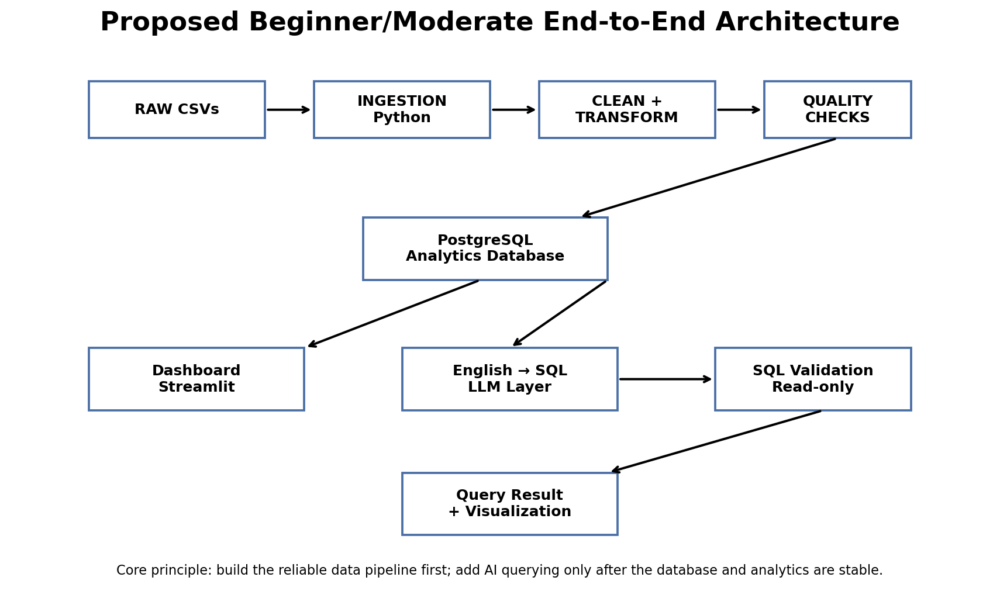 Proposed Beginner/Moderate End-to-End Architecture
RAW CSVs
INGESTION
Python
CLEAN +
TRANSFORM
QUALITY
CHECKS
PostgreSQL
Analytics Database
Dashboard
Streamlit
English → SQL
LLM Layer
SQL Validation
Read-only
Query Result
+ Visualization
Core principle: build the reliable data pipeline first; add AI querying only after the database and analytics are stable.